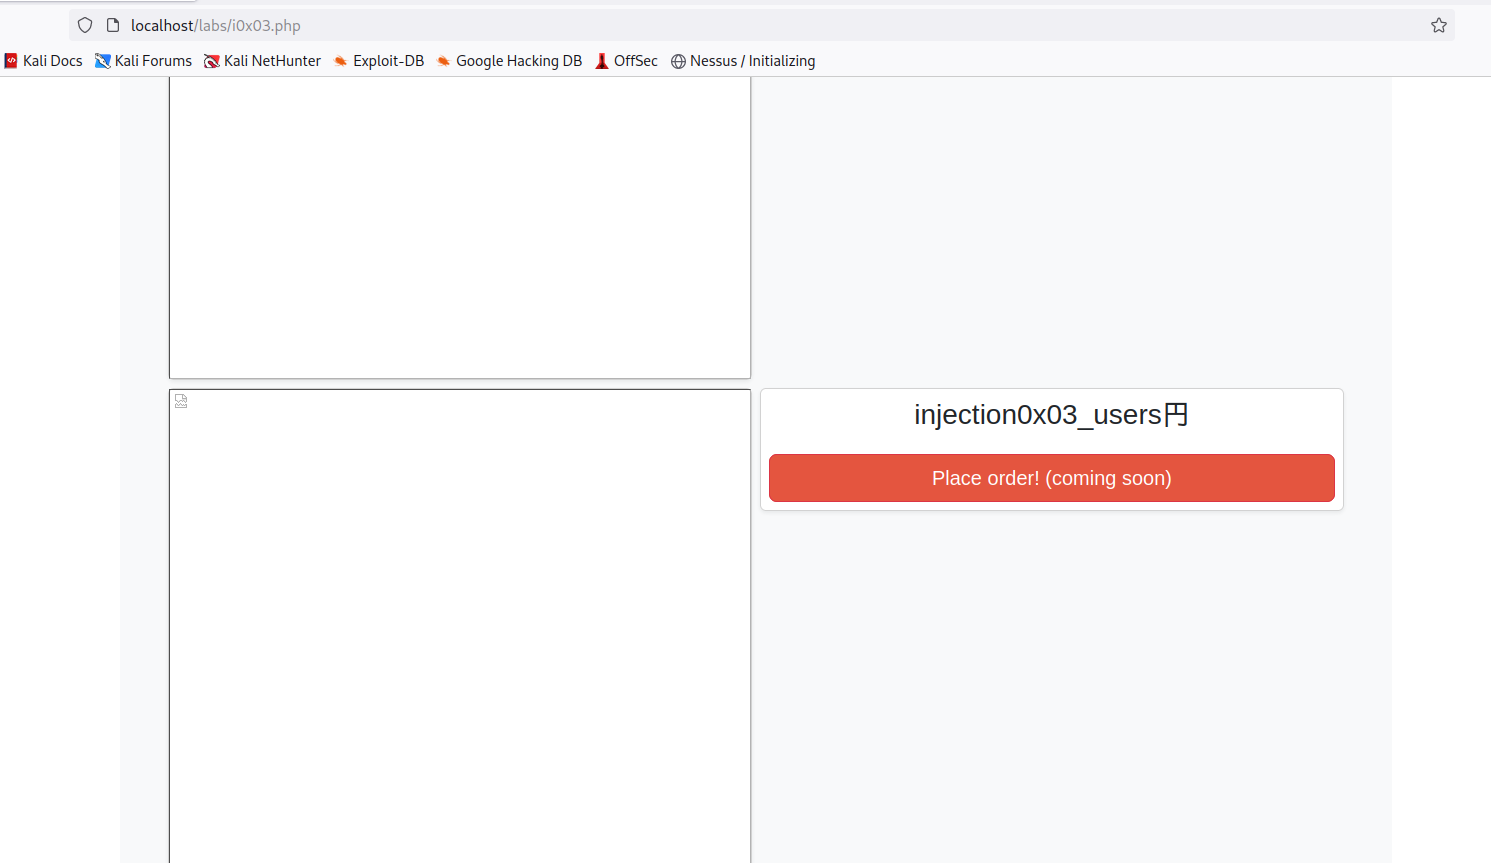 localhost/labs/i0x03.php
Kali Docs Kali Forums Kali NetHunter Exploit-DB Google Hacking DB OffSec Nessus / Initializing
injection0x03_users円
Place order! (coming soon)